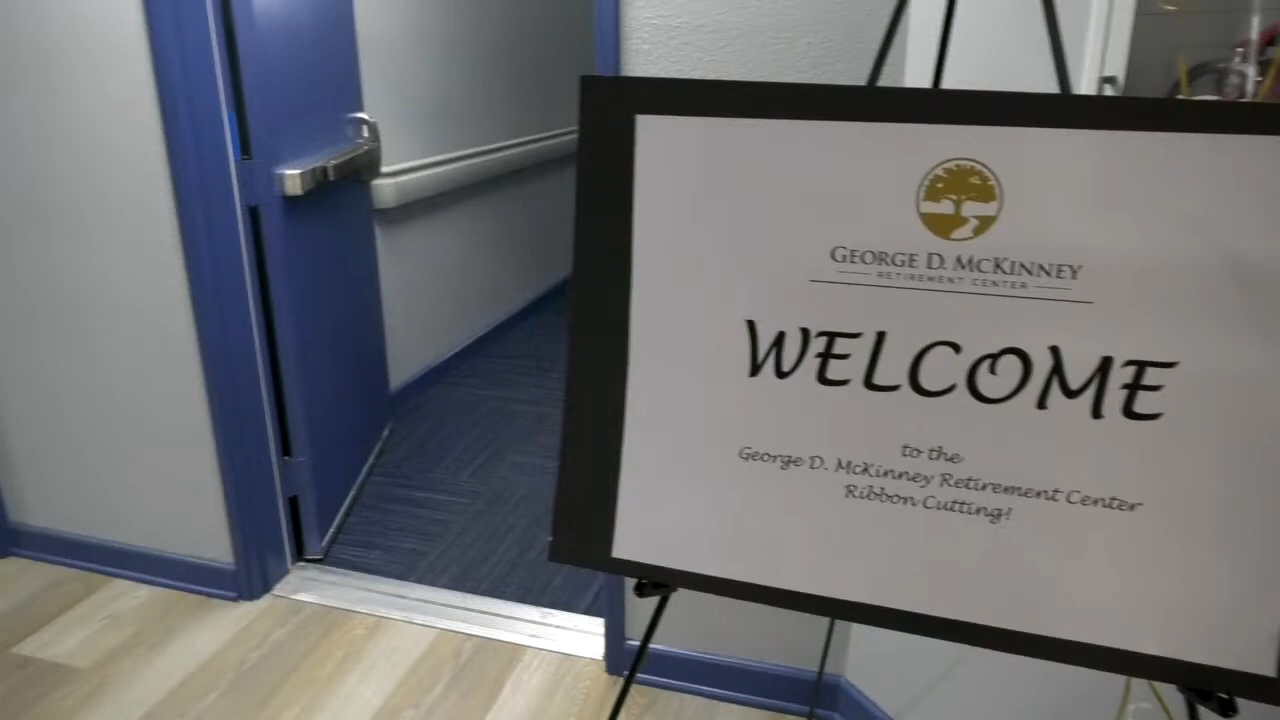 GEORGE D. MCKINNEY
RETIREMENT CENTER
WELCOME
to the
George D. McKinney Retirement Center
Ribbon Cutting!